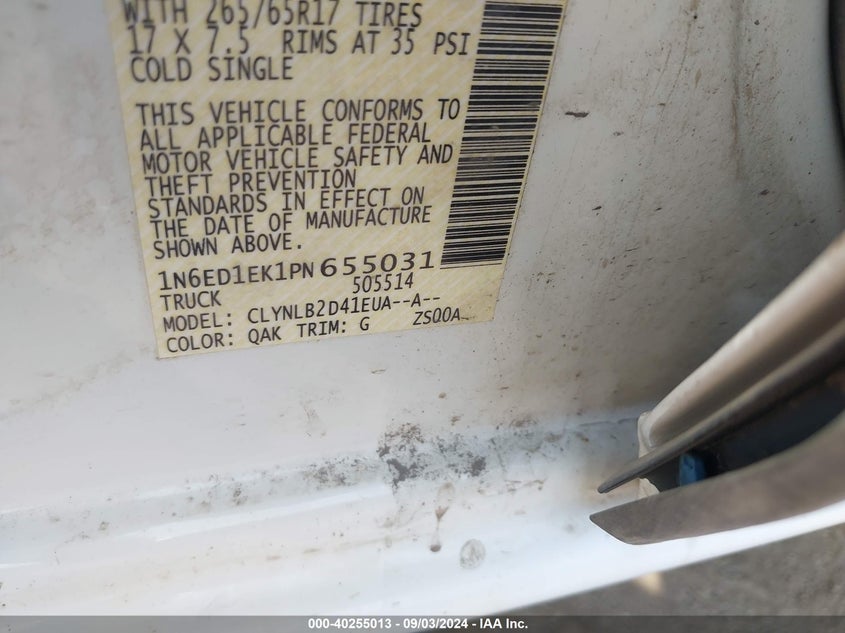 WITH 265/65R17 TIRES
17 X 7.5 RIMS AT 35 PSI
COLD SINGLE
THIS VEHICLE CONFORMS TO
ALL APPLICABLE FEDERAL
MOTOR VEHICLE SAFETY AND
THEFT PREVENTION
STANDARDS IN EFFECT ON
THE DATE OF MANUFACTURE
SHOWN ABOVE.
1N6ED1EK1PN655031
TRUCK 505514
MODEL: CLYNLB2D41EUA--A--
COLOR: QAK TRIM: G ZS00A
000-40255013 - 09/03/2024 - IAA Inc.